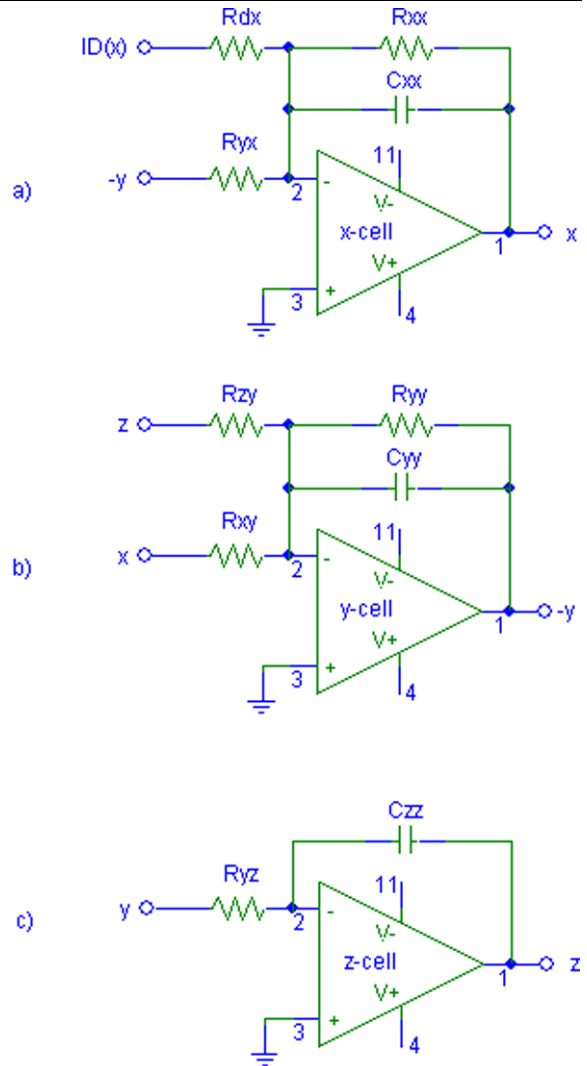 Rdx Rxx
ID(x)
Cxx
Ryx
11
-y
2 -
a)
V-
x-cell
x
1
V+
3 +
4
Rzy Ryy
z
Cyy
Rxy
11
x
2 -
b)
V-
y-cell
-y
1
V+
3 +
4
Czz
Ryz
11
y
2 -
c)
V-
z-cell
z
1
V+
3 +
4